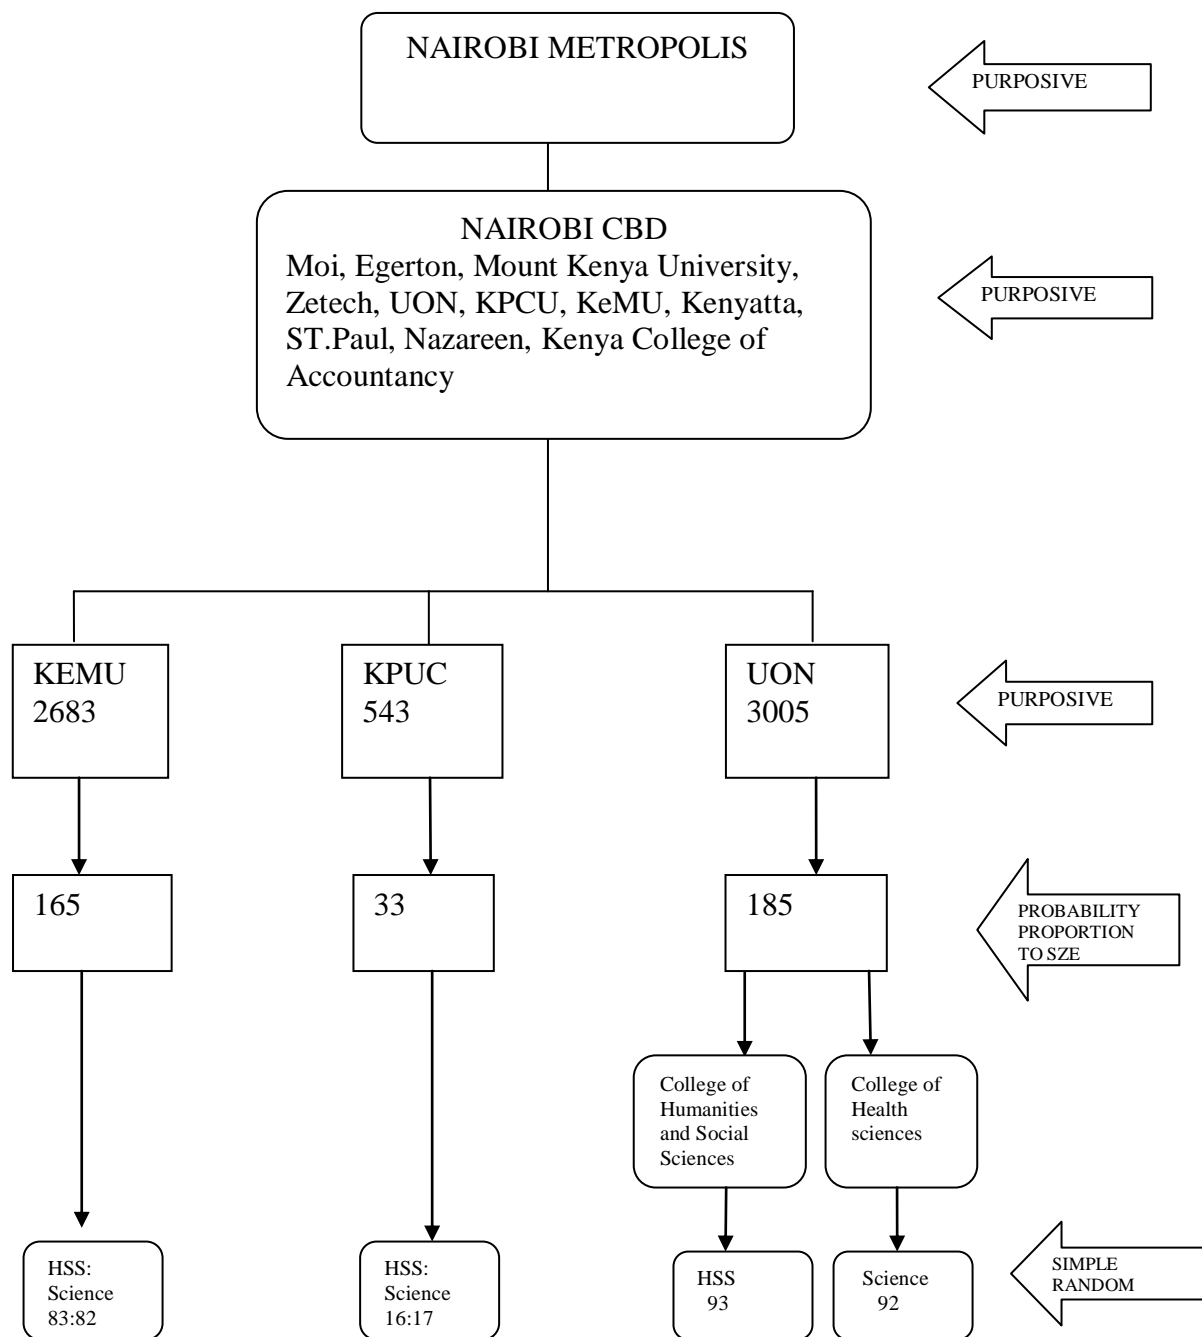 NAIROBI METROPOLIS
PURPOSIVE
NAIROBI CBD
Moi, Egerton, Mount Kenya University,
Zetech, UON, KPCU, KeMU, Kenyatta,
ST.Paul, Nazareen, Kenya College of
Accountancy
PURPOSIVE
KEMU
2683
KPUC
543
UON
3005
PURPOSIVE
165
33
185
PROBABILITY
PROPORTION
TO SZE
College of
Humanities
and Social
Sciences
College of
Health
sciences
HSS:
Science
83:82
HSS:
Science
16:17
HSS
93
Science
92
SIMPLE
RANDOM